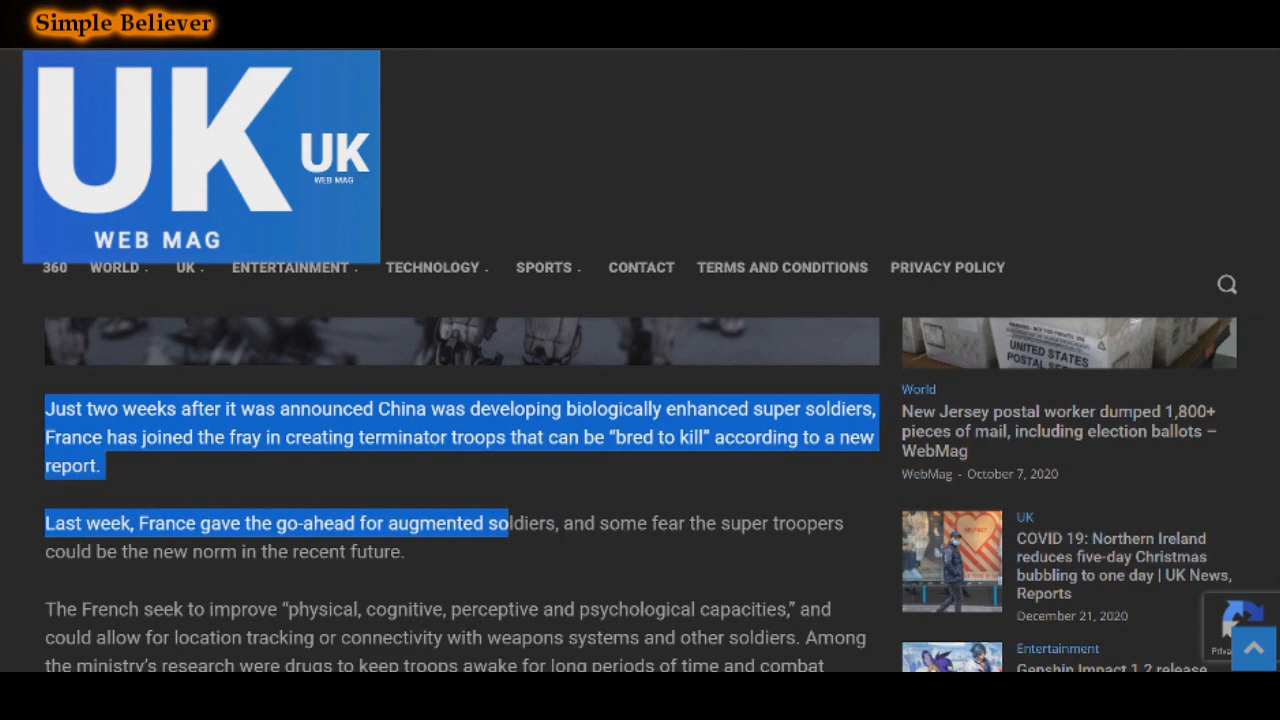 Simple Believer
UK
UK
WEB MAG
WEB MAG
360 WORLD UK ENTERTAINMENT TECHNOLOGY SPORTS CONTACT TERMS AND CONDITIONS PRIVACY POLICY
Just two weeks after it was announced China was developing biologically enhanced super soldiers,
France has joined the fray in creating terminator troops that can be “bred to kill” according to a new
report.
Last week, France gave the go-ahead for augmented soldiers, and some fear the super troopers
could be the new norm in the recent future.
The French seek to improve “physical, cognitive, perceptive and psychological capacities,” and
could allow for location tracking or connectivity with weapons systems and other soldiers. Among
the ministry’s research were drugs to keep troops awake for long periods of time and combat
UNITED STATES
World
New Jersey postal worker dumped 1,800+
pieces of mail, including election ballots –
WebMag
WebMag - October 7, 2020
UK
COVID 19: Northern Ireland
reduces five-day Christmas
bubbling to one day | UK News,
Reports
December 21, 2020
Entertainment
Genshin Impact 1.2 release